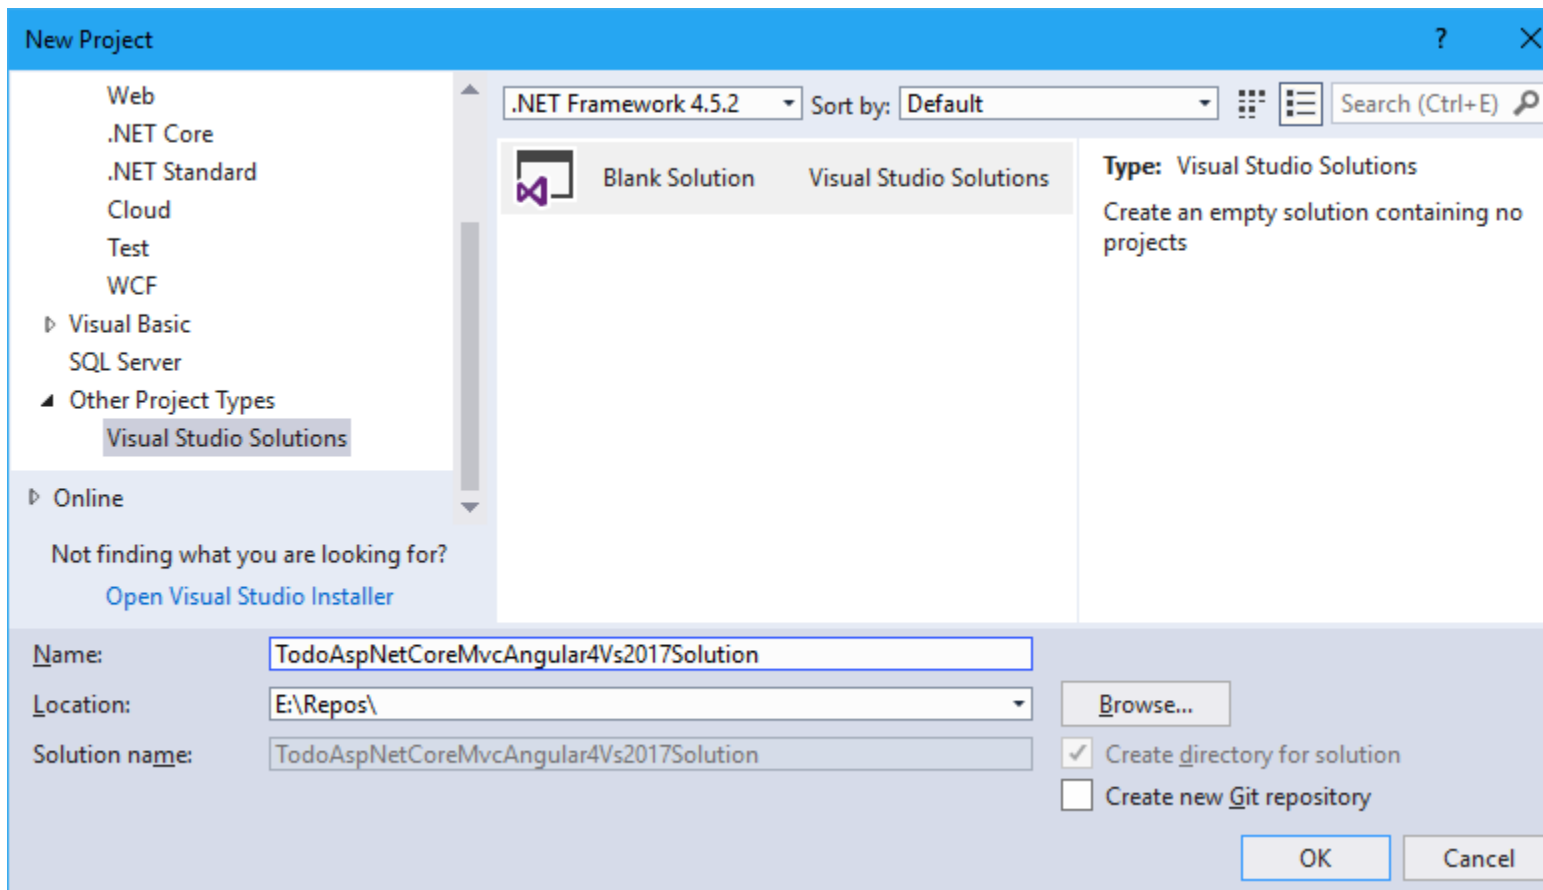 New Project
?
Web
.NET Core
.NET Standard
Cloud
Test
WCF
Visual Basic
SQL Server
Other Project Types
Visual Studio Solutions
Online
Not finding what you are looking for?
Open Visual Studio Installer
.NET Framework 4.5.2 Sort by: Default Search (Ctrl+E)
Blank Solution Visual Studio Solutions
Type: Visual Studio Solutions
Create an empty solution containing no
projects
Name: TodoAspNetCoreMvcAngular4Vs2017Solution
Location: E:\Repos\ Browse...
Solution name: TodoAspNetCoreMvcAngular4Vs2017Solution Create directory for solution
Create new Git repository
OK Cancel